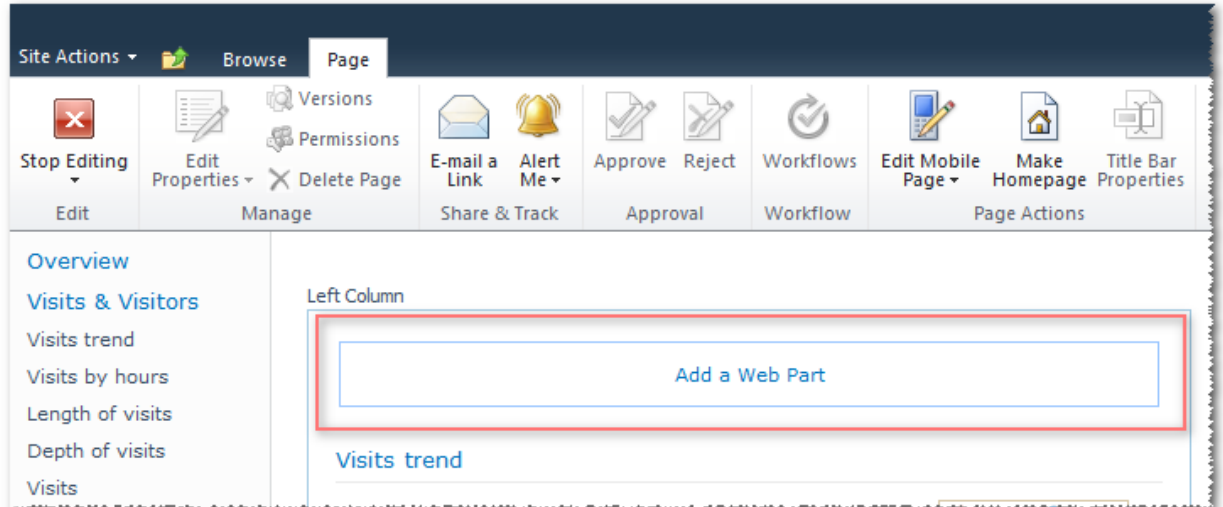 Site Actions Browse Page
Stop Editing
Edit Properties
Versions
Permissions
Delete Page
E-mail a Link
Alert Me
Approve
Reject
Workflows
Edit Mobile Page
Make Homepage
Title Bar Properties
Edit
Manage
Share & Track
Approval
Workflow
Page Actions
Overview
Visits & Visitors
Visits trend
Visits by hours
Length of visits
Depth of visits
Visits
Left Column
Add a Web Part
Visits trend